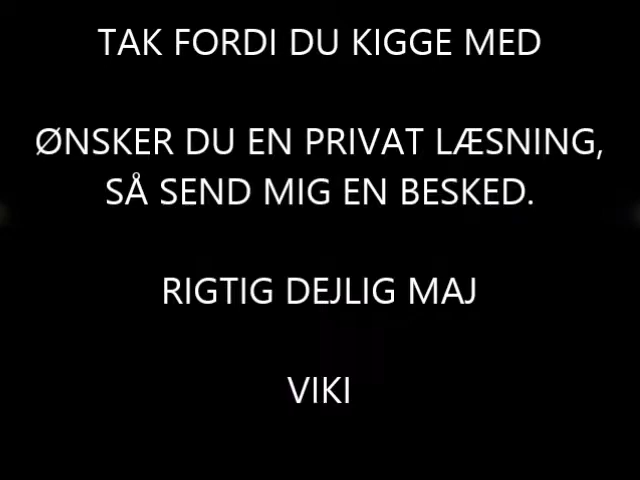 TAK FORDI DU KIGGE MED
ØNSKER DU EN PRIVAT LÆSNING,
SÅ SEND MIG EN BESKED.
RIGTIG DEJLIG MAJ
VIKI